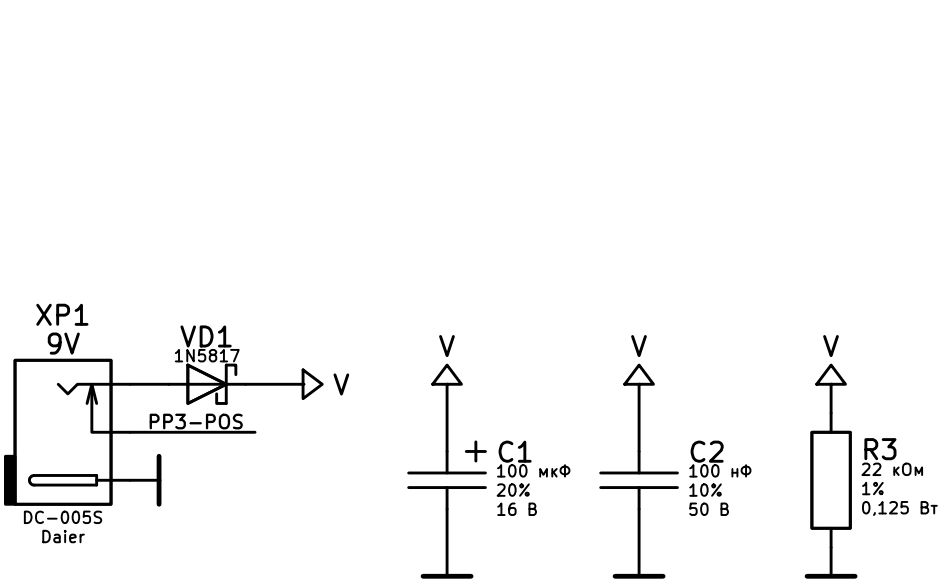 XP1
9V
VD1
1N5817
V
PP3-POS
DC-005S
Daier
V
+ C1
100 мкФ
20%
16 В
V
C2
100 нФ
10%
50 В
V
R3
22 кОм
1%
0,125 Вт